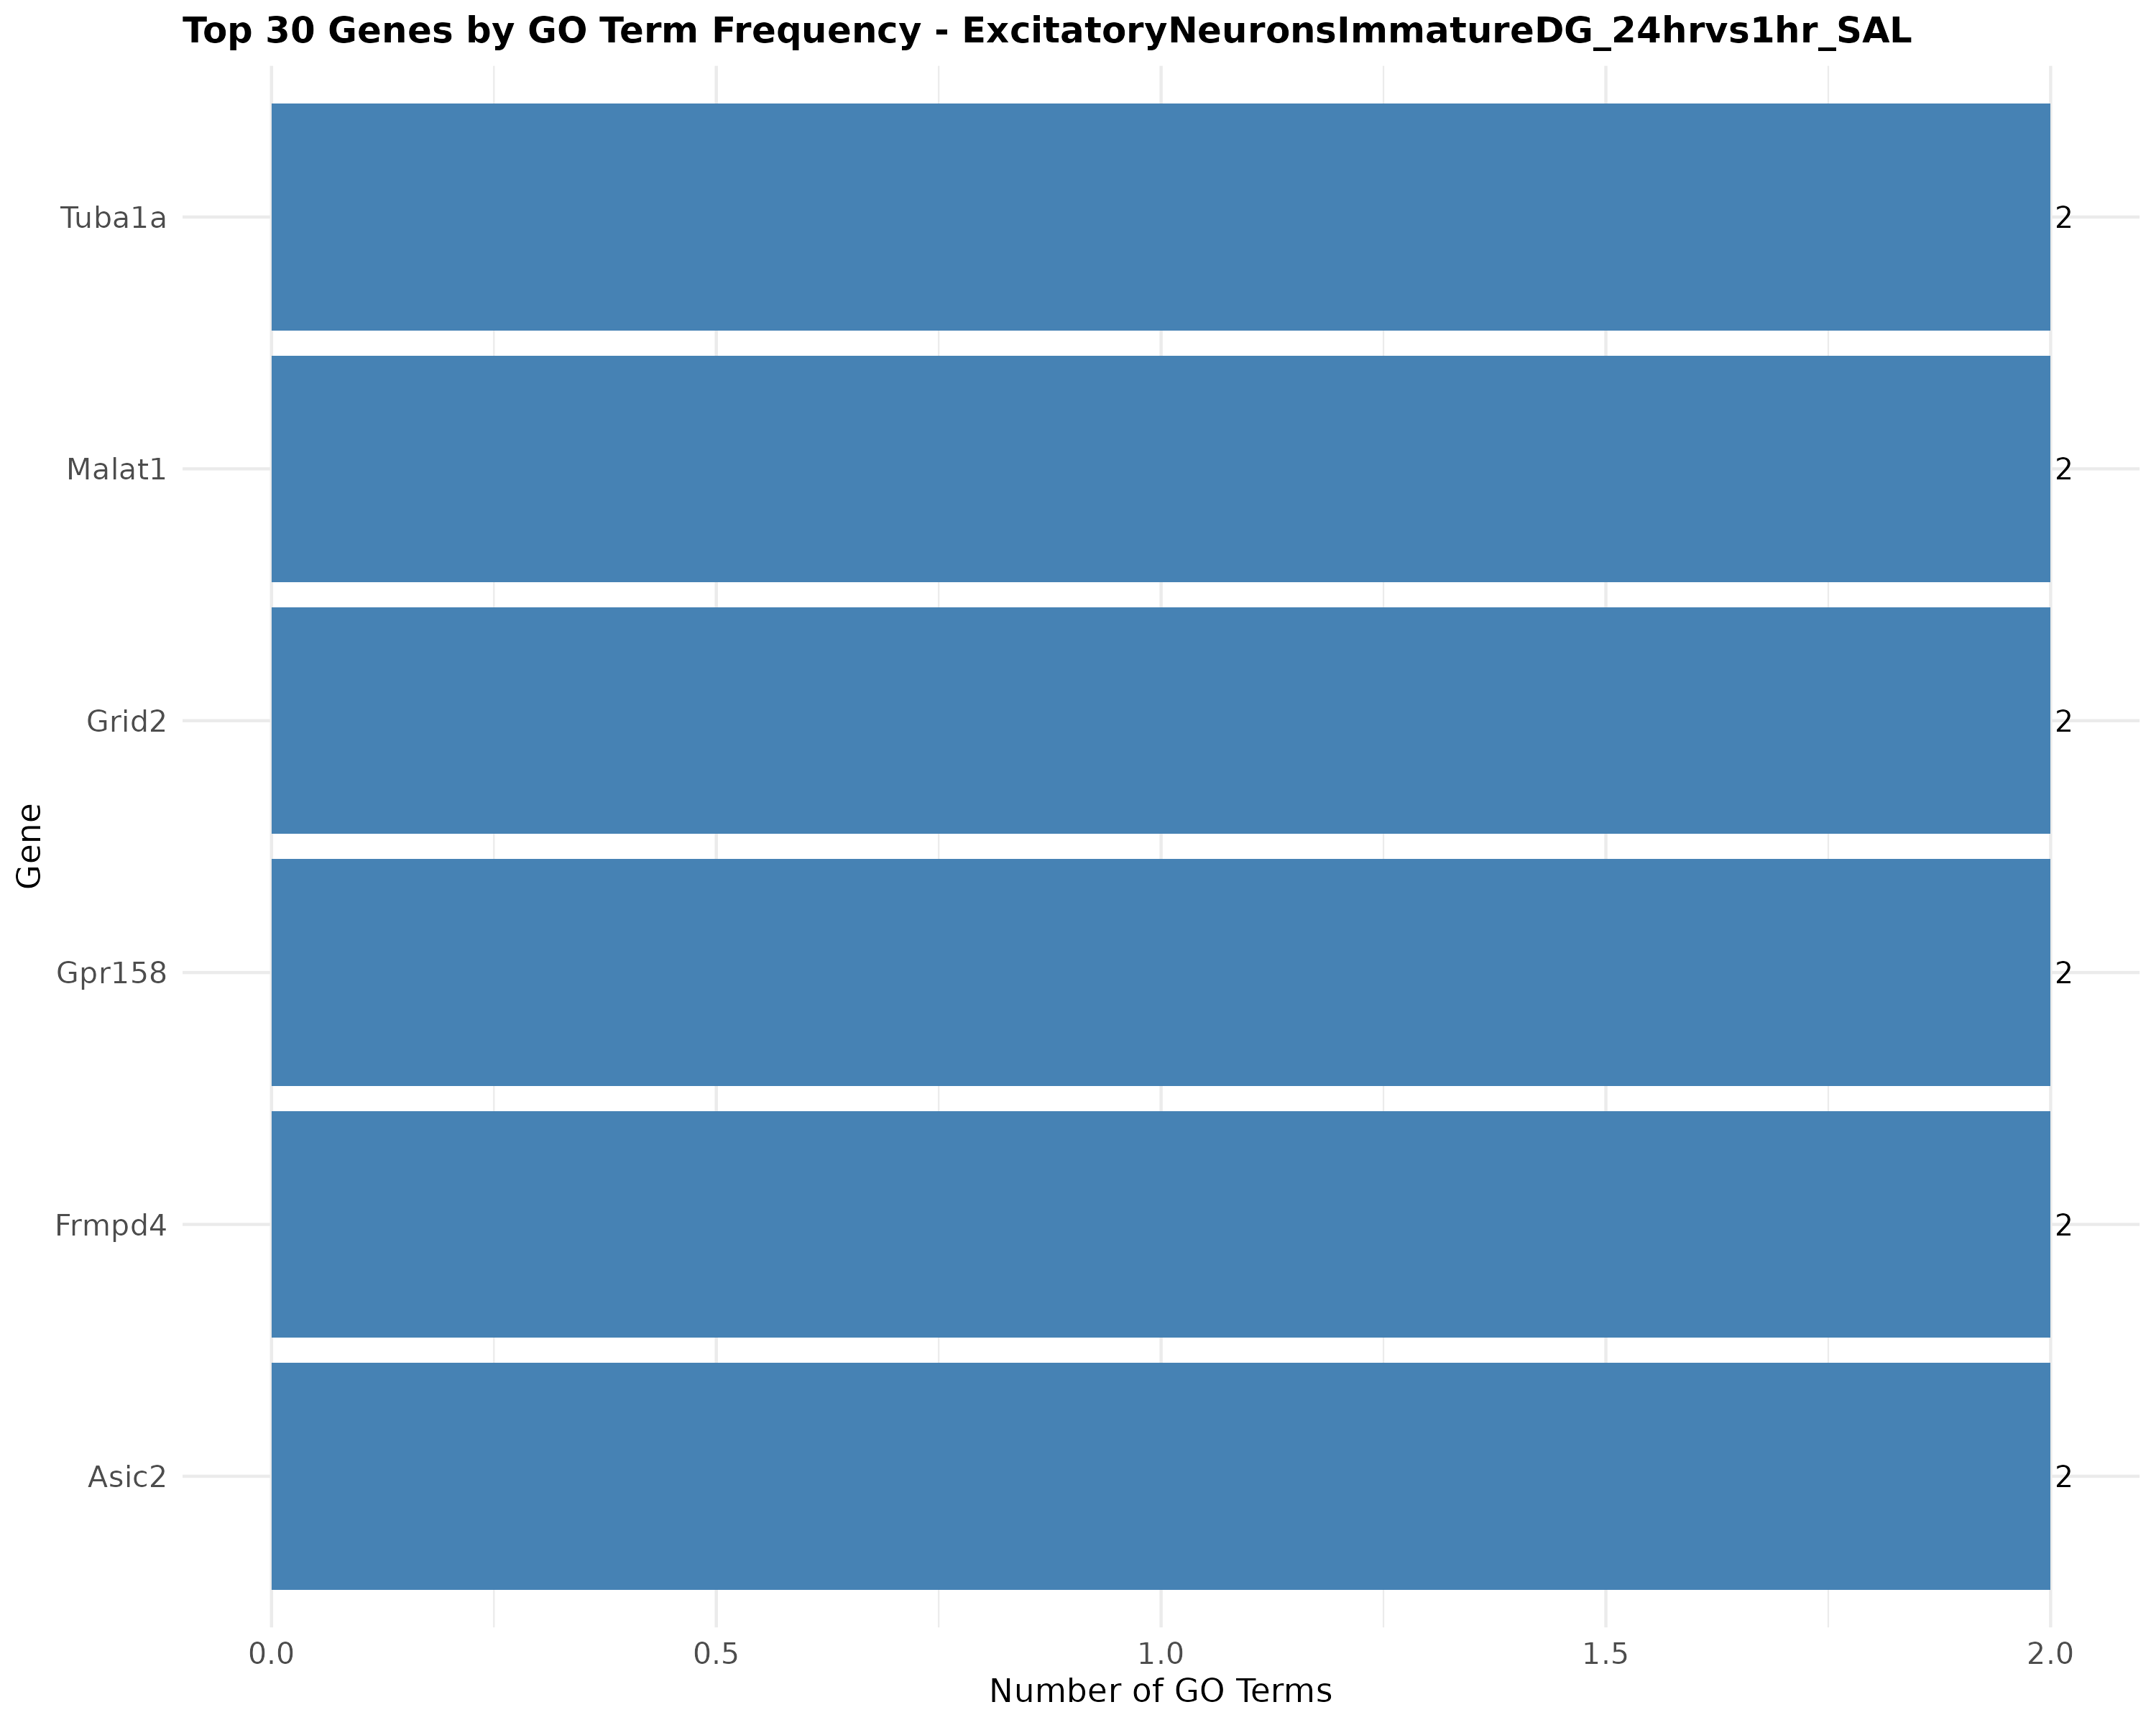 Top 30 Genes by GO Term Frequency - ExcitatoryNeuronsImmatureDG_24hrvs1hr_SAL
Tuba1a 2
Malat1 2
Grid2 2
Gpr158 2
Frmpd4 2
Asic2 2
Gene
0.0 0.5 1.0 1.5 2.0
Number of GO Terms